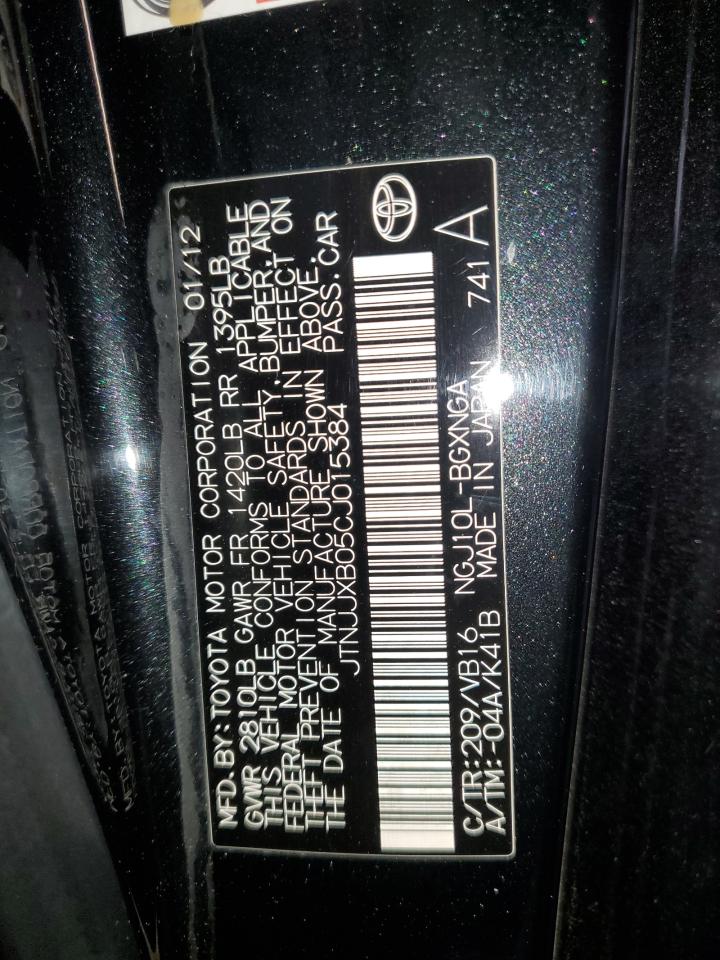 MFD. BY: TOYOTA MOTOR CORPORATION 01/12
GVWR 2810LB GAWR FR 1420LB RR 1395LB
THIS VEHICLE CONFORMS TO ALL APPLICABLE
FEDERAL MOTOR VEHICLE SAFETY, BUMPER, AND
THEFT PREVENTION STANDARDS IN EFFECT ON
THE DATE OF MANUFACTURE SHOWN ABOVE.
JTNJJXB05CJ015384 PASS. CAR
C/TR: 209/VB16 NGJ10L-BGXNGA 741 A
A/TM: -04A/K41B MADE IN JAPAN